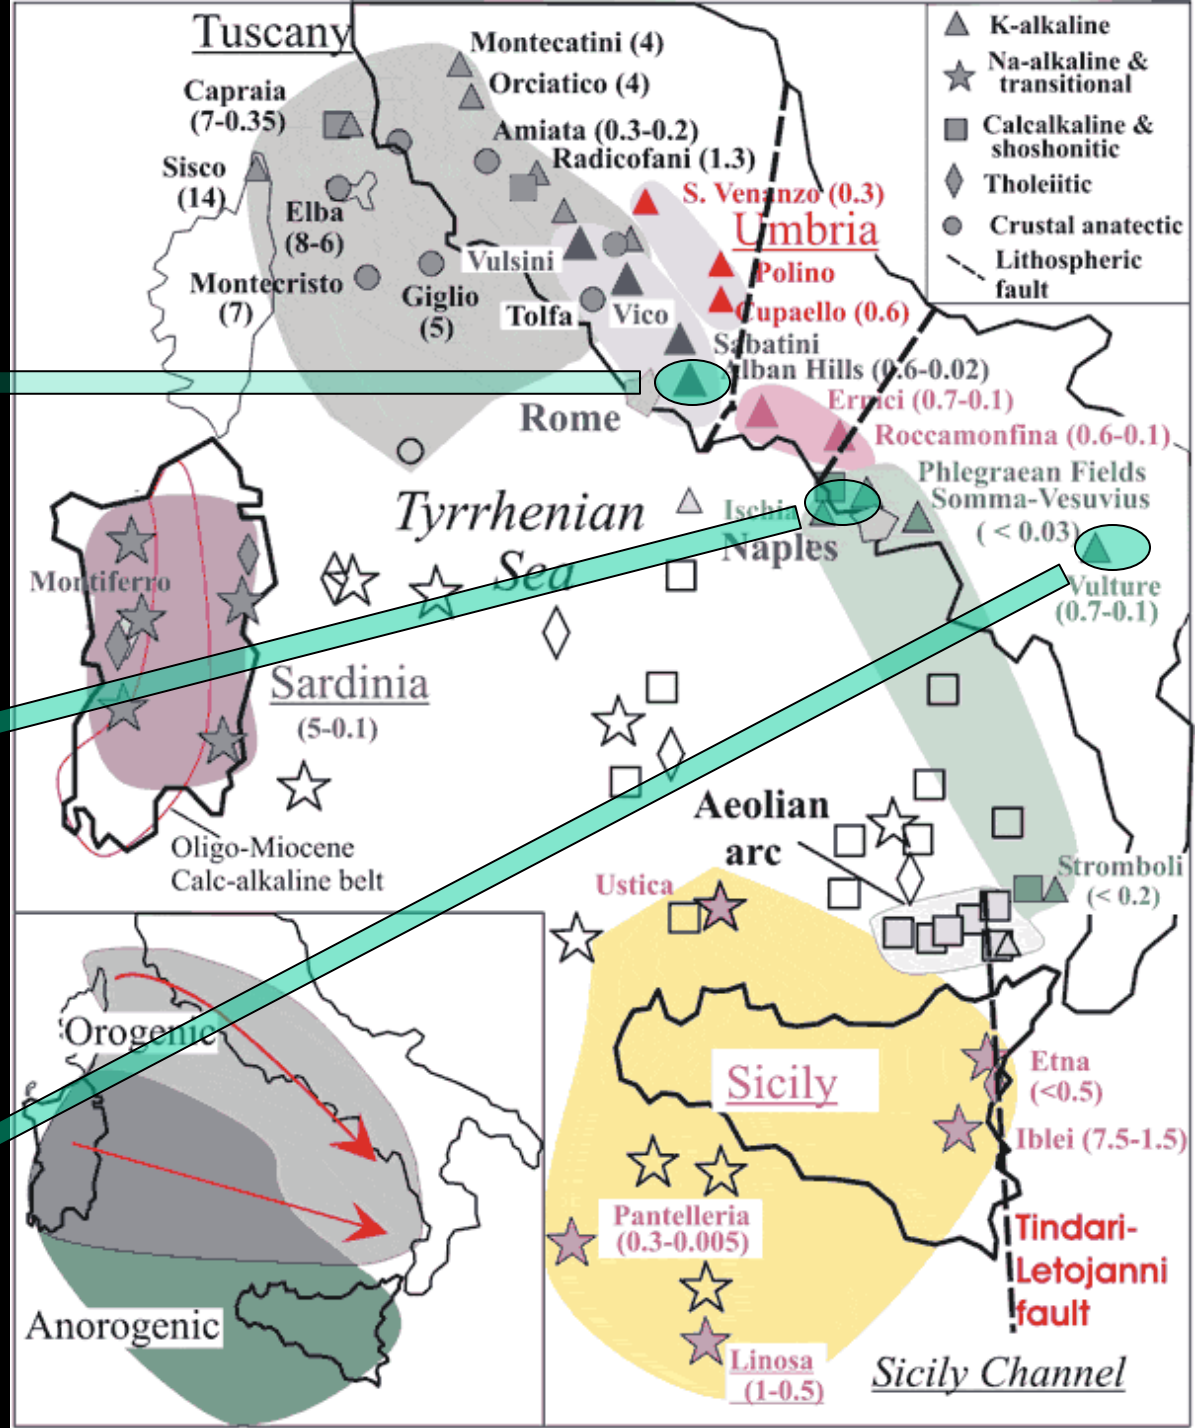 Tuscany
Montecatini (4)
Orciatico (4)
Capraia
(7-0.35)
Amiata (0.3-0.2)
Radicofani (1.3)
Sisco
(14)
Elba
(8-6)
S. Venanzo (0.3)
Umbria
Vulsini
Polino
Montecristo
(7)
Giglio
(5)
Tolfa
Vico
Cupaello (0.6)
Sabatini
Alban Hills (0.6-0.02)
Rome
Ernici (0.7-0.1)
Roccamonfina (0.6-0.1)
Phlegraean Fields
Somma-Vesuvius
( < 0.03)
Ischia
Naples
Vulture
(0.7-0.1)
Tyrrhenian
Sea
Montiferro
Sardinia
(5-0.1)
Oligo-Miocene
Calc-alkaline belt
Aeolian
arc
Stromboli
(< 0.2)
Ustica
Sicily
Etna
(<0.5)
Iblei (7.5-1.5)
Pantelleria
(0.3-0.005)
Linosa
(1-0.5)
Tindari-
Letojanni
fault
Sicily Channel
Orogenic
Anorogenic
K-alkaline
Na-alkaline &
transitional
Calcalkaline &
shoshonitic
Tholeiitic
Crustal anatectic
Lithospheric
fault